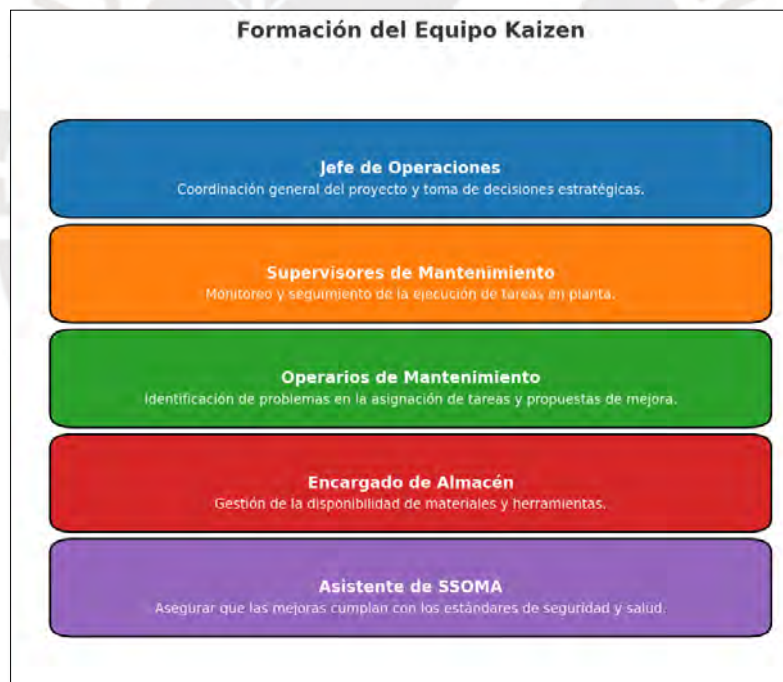 Formación del Equipo Kaizen
Jefe de Operaciones
Coordinación general del proyecto y toma de decisiones estratégicas.
Supervisores de Mantenimiento
Monitoreo y seguimiento de la ejecución de tareas en planta.
Operarios de Mantenimiento
Identificación de problemas en la asignación de tareas y propuestas de mejora.
Encargado de Almacén
Gestión de la disponibilidad de materiales y herramientas.
Asistente de SSOMA
Asegurar que las mejoras cumplan con los estándares de seguridad y salud.